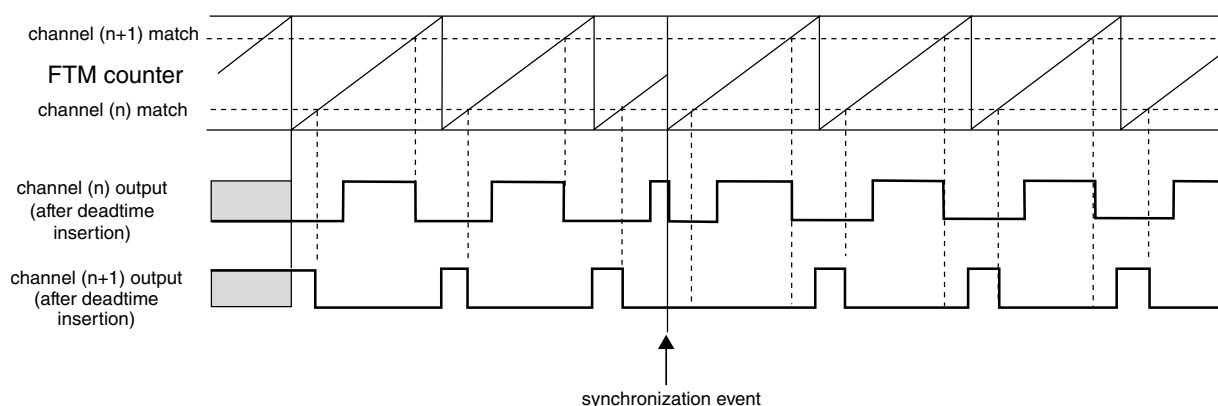 channel (n+1) match
FTM counter
channel (n) match
channel (n) output
(after deadtime
insertion)
channel (n+1) output
(after deadtime
insertion)
synchronization event